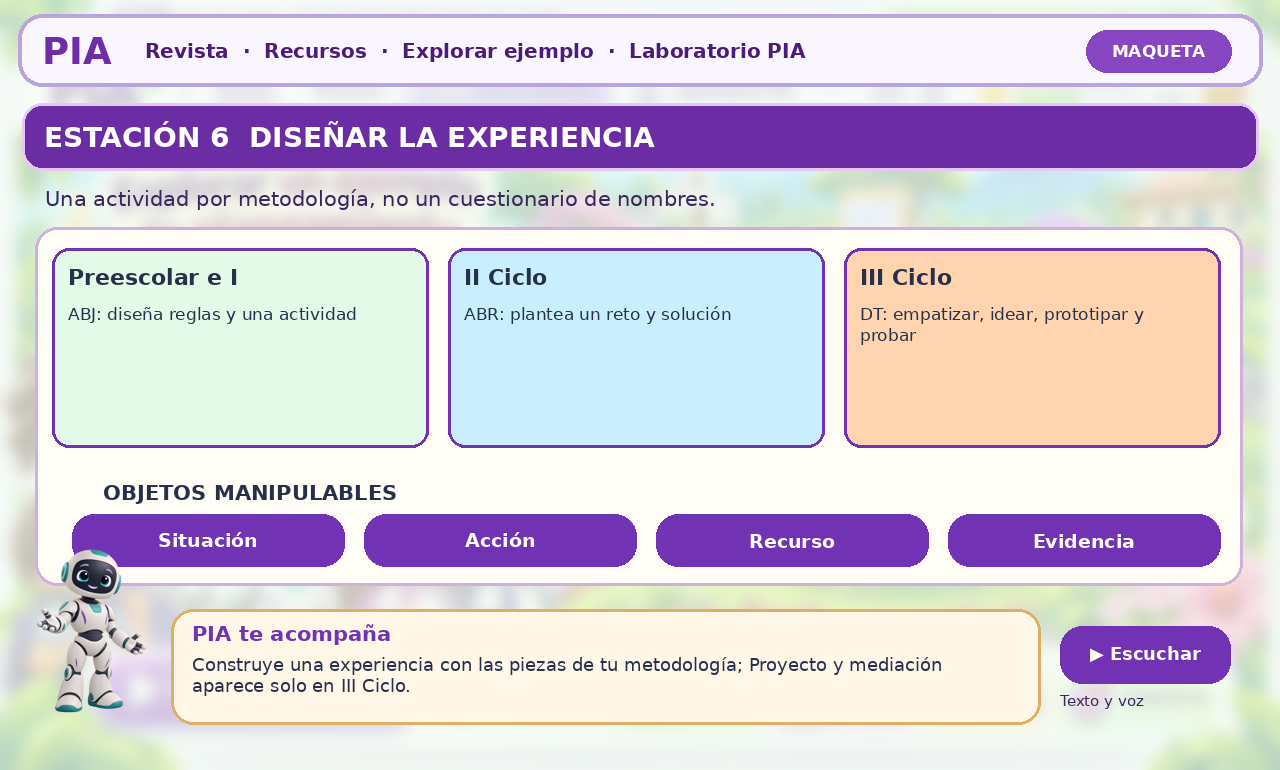 PIA
Revista · Recursos · Explorar ejemplo · Laboratorio PIA
MAQUETA
ESTACIÓN 6 DISEÑAR LA EXPERIENCIA
Una actividad por metodología, no un cuestionario de nombres.
Preescolar e I
ABJ: diseña reglas y una actividad
II Ciclo
ABR: plantea un reto y solución
III Ciclo
DT: empatizar, idear, prototipar y
probar
OBJETOS MANIPULABLES
Situación
Acción
Recurso
Evidencia
PIA te acompaña
Construye una experiencia con las piezas de tu metodología; Proyecto y mediación
aparece solo en III Ciclo.
▶ Escuchar
Texto y voz